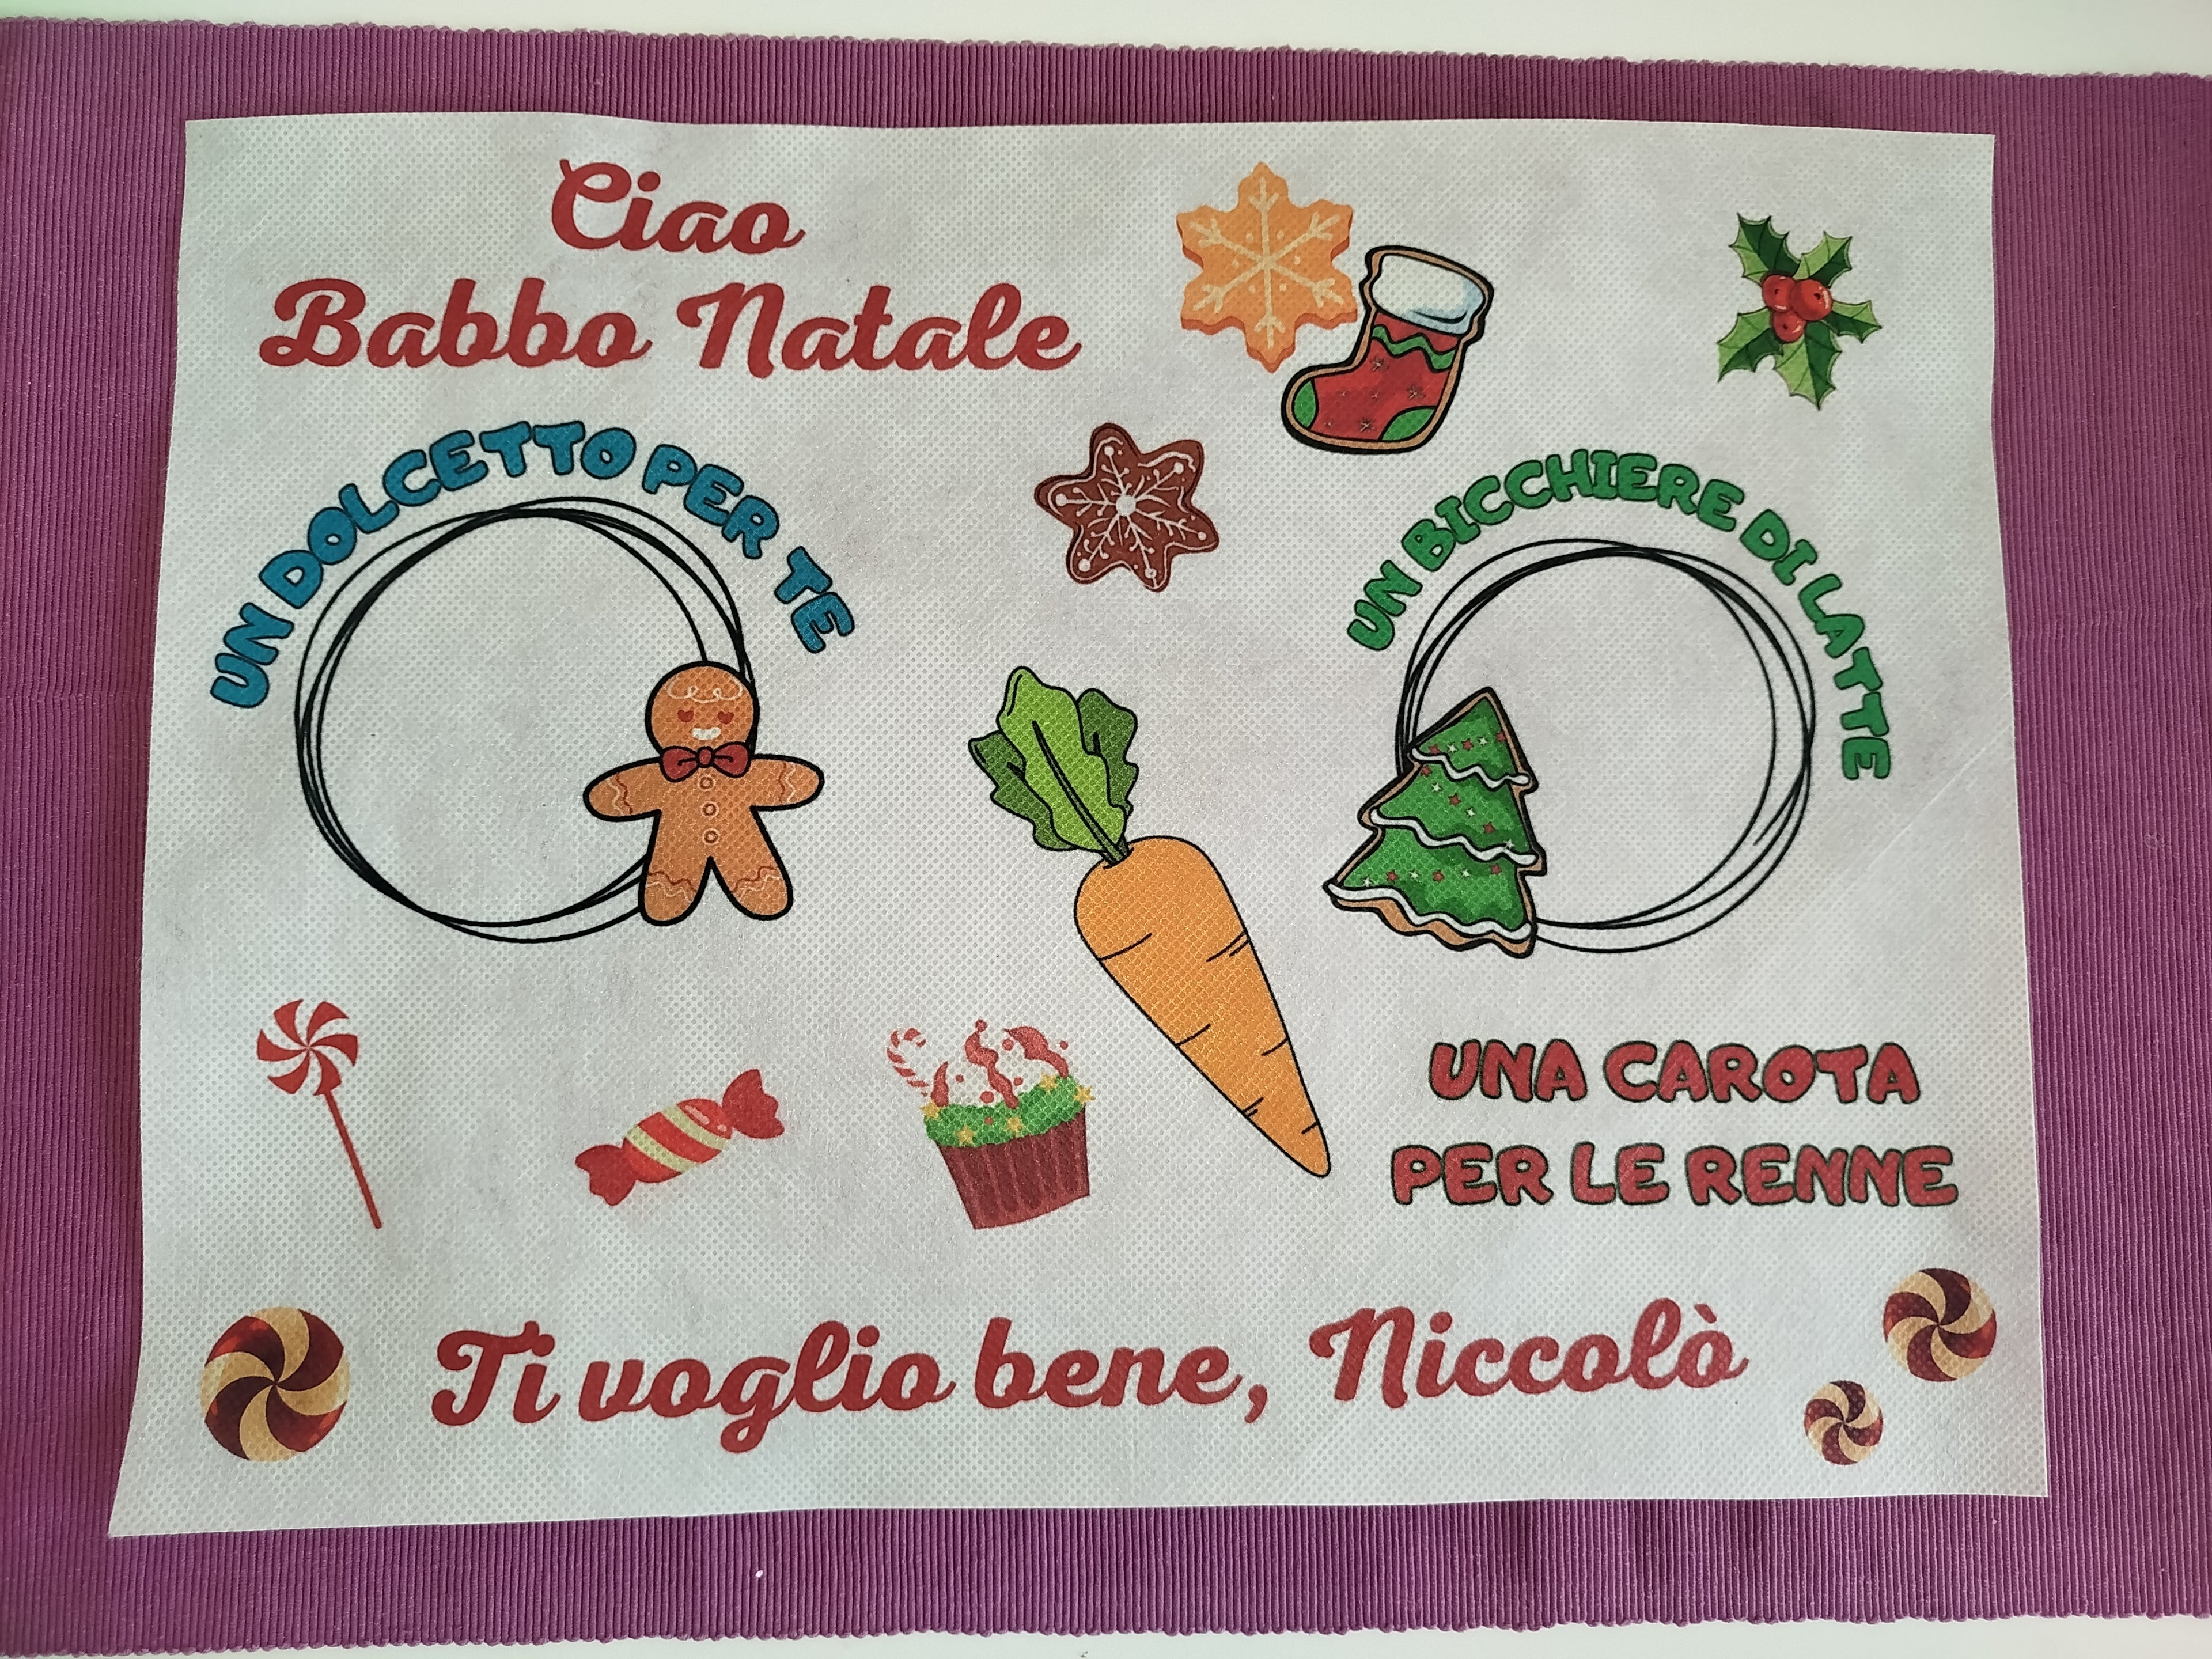 Ciao
Babbo Natale
UN DOLCETTO PER TE
UN BICCHIERE DI LATTE
UNA CAROTA
PER LE RENNE
Ti voglio bene, Niccolò